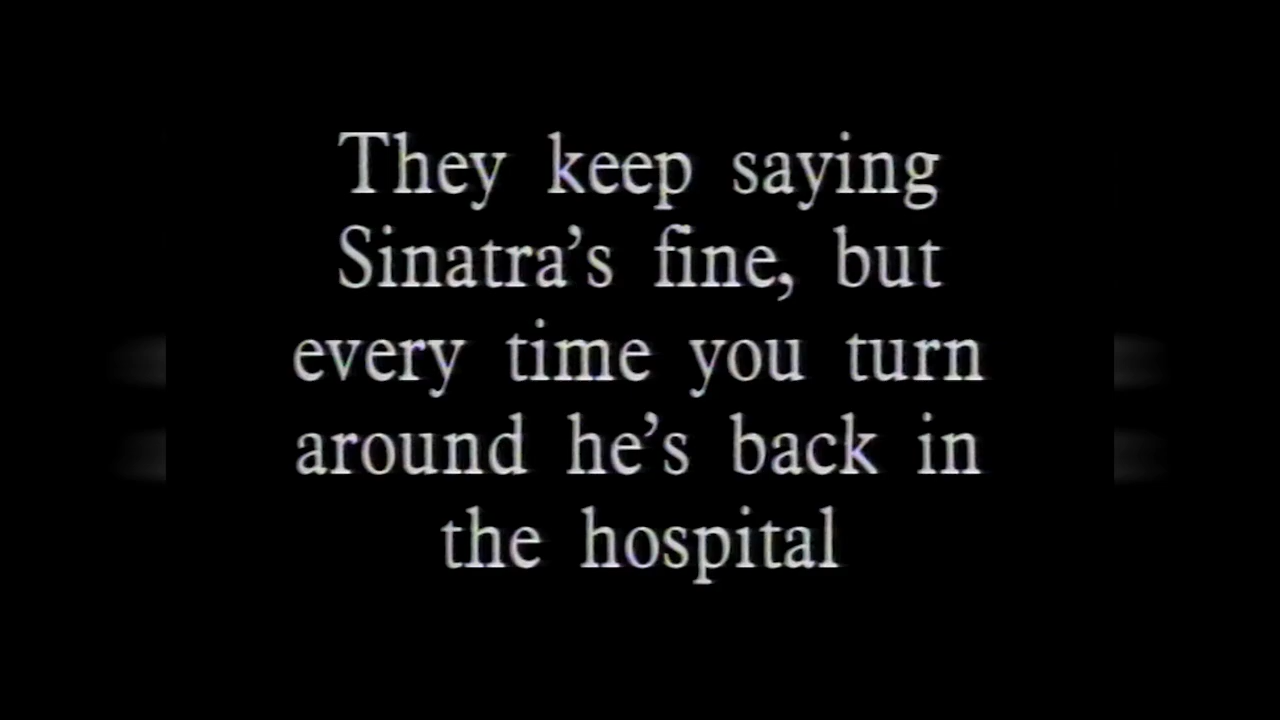 They keep saying
Sinatra’s fine, but
every time you turn
around he’s back in
the hospital